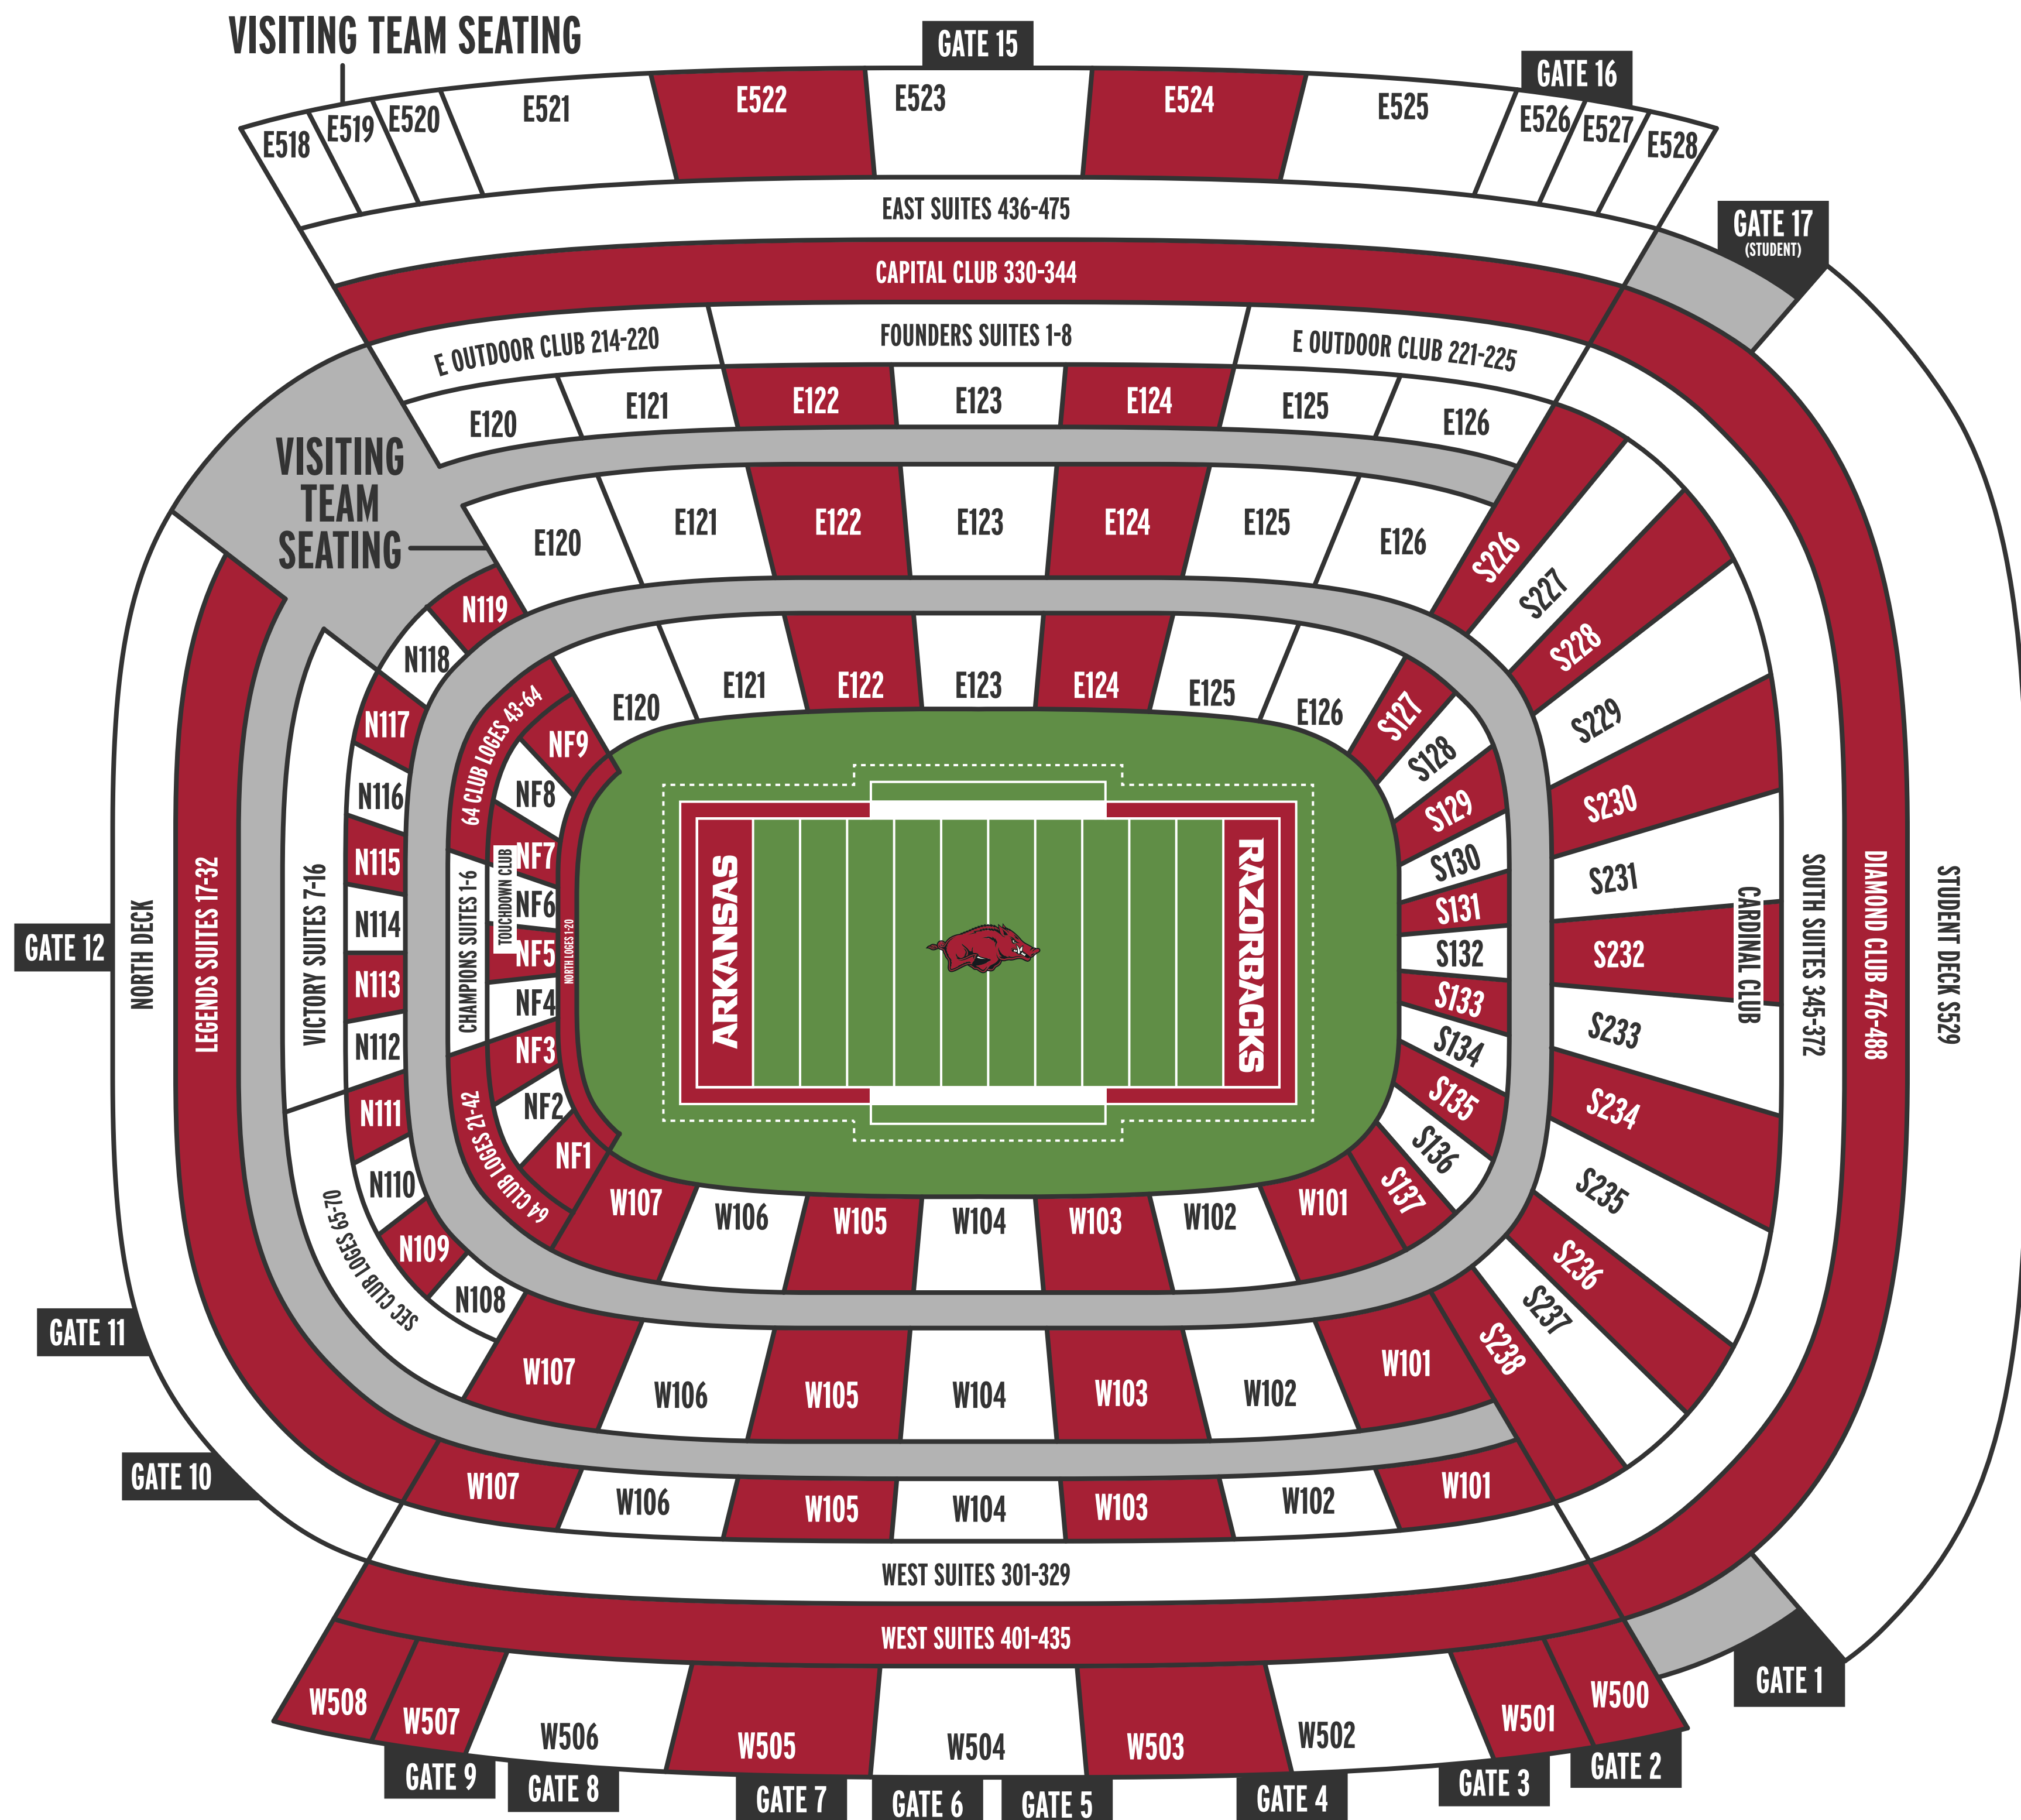 VISITING TEAM SEATING
GATE 15
GATE 16
E518
E519
E520
E521
E522
E523
E524
E525
E526
E527
E528
EAST SUITES 436-475
GATE 17
(STUDENT)
CAPITAL CLUB 330-344
E OUTDOOR CLUB 214-220
FOUNDERS SUITES 1-8
E OUTDOOR CLUB 221-225
E120
E121
E122
E123
E124
E125
E126
VISITING
TEAM
SEATING
E120
E121
E122
E123
E124
E125
E126
E120
E121
E122
E123
E124
E125
E126
N119
N118
N117
N116
N115
N114
N113
N112
N111
N110
N109
N108
64 CLUB LOGES 43-64
NF9
NF8
NF7
NF6
NF5
NF4
NF3
NF2
NF1
TOUCHDOWN CLUB
CHAMPIONS SUITES 1-6
NORTH LOGES 1-20
64 CLUB LOGES 21-42
VICTORY SUITES 7-16
SEC CLUB LOGES 65-70
LEGENDS SUITES 17-32
NORTH DECK
GATE 12
GATE 11
GATE 10
ARKANSAS
RAZORBACKS
S127
S128
S129
S130
S131
S132
S133
S134
S135
S136
S137
S226
S227
S228
S229
S230
S231
S232
S233
S234
S235
S236
S237
S238
CARDINAL CLUB
SOUTH SUITES 345-372
DIAMOND CLUB 476-488
STUDENT DECK S529
W107
W106
W105
W104
W103
W102
W101
W107
W106
W105
W104
W103
W102
W101
W107
W106
W105
W104
W103
W102
W101
WEST SUITES 301-329
WEST SUITES 401-435
W508
W507
W506
W505
W504
W503
W502
W501
W500
GATE 1
GATE 9
GATE 8
GATE 7
GATE 6
GATE 5
GATE 4
GATE 3
GATE 2